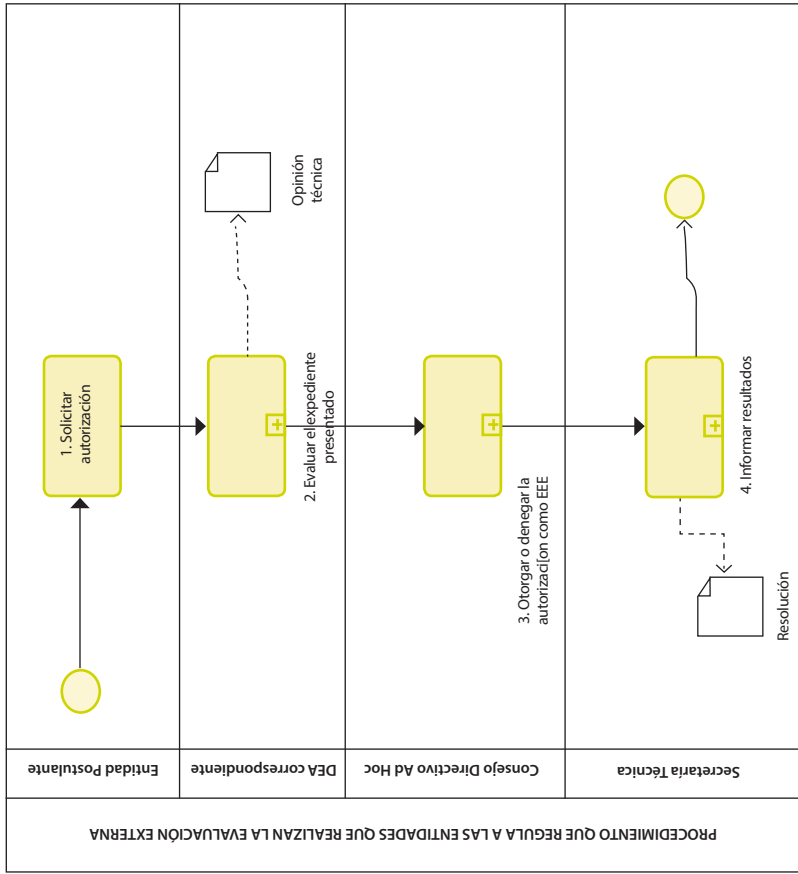 PROCEDIMIENTO QUE REGULA A LAS ENTIDADES QUE REALIZAN LA EVALUACIÓN EXTERNA
Entidad Postulante
1. Solicitar
autorización
DEA correspondiente
2. Evaluar el expediente
presentado
Opinión
técnica
Consejo Directivo Ad Hoc
3. Otorgar o denegar la
autorizaci[on como EEE
Secretaría Técnica
Resolución
4. Informar resultados